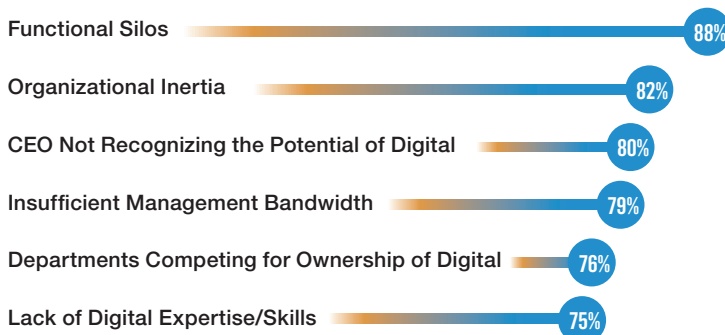 Functional Silos 88%
Organizational Inertia 82%
CEO Not Recognizing the Potential of Digital 80%
Insufficient Management Bandwidth 79%
Departments Competing for Ownership of Digital 76%
Lack of Digital Expertise/Skills 75%